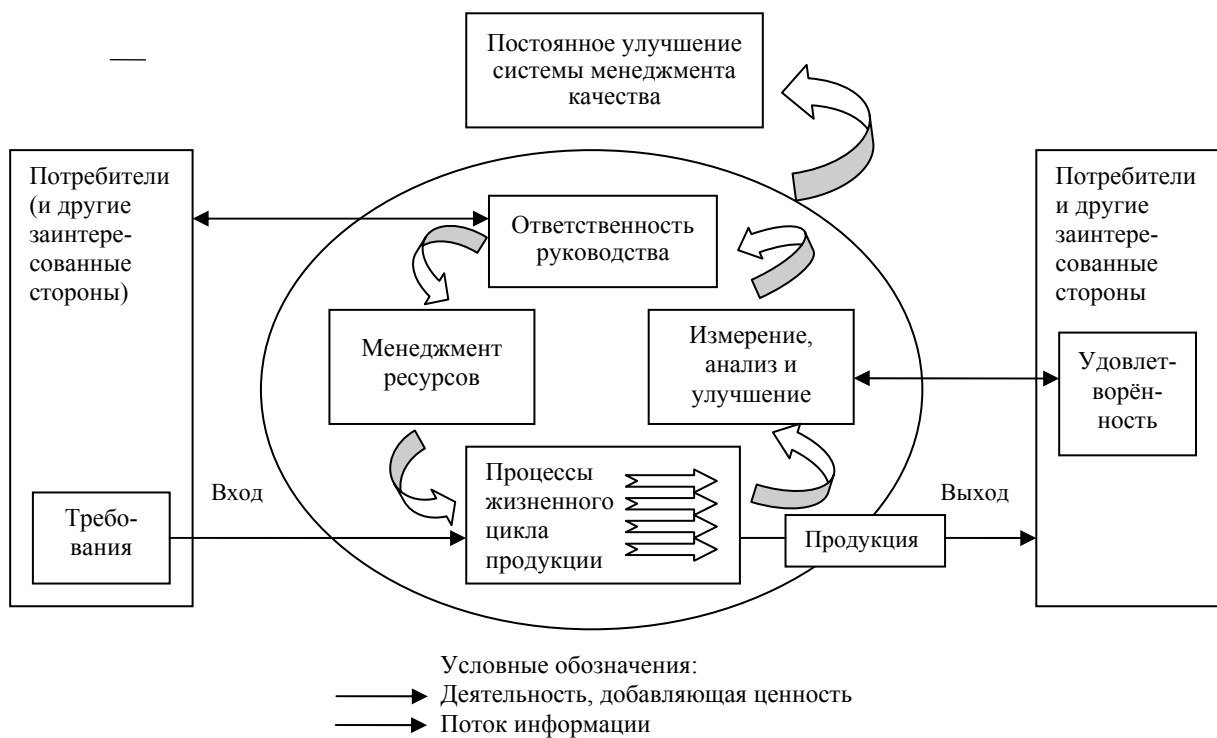 Постоянное улучшение
системы менеджмента
качества
Потребители
(и другие
заинтере-
сованные
стороны)
Ответственность
руководства
Потребители
и другие
заинтере-
сованные
стороны
Менеджмент
ресурсов
Измерение,
анализ и
улучшение
Удовлет-
ворён-
ность
Вход
Требо-
вания
Процессы
жизненного
цикла
продукции
Выход
Продукция
Условные обозначения:
Деятельность, добавляющая ценность
Поток информации